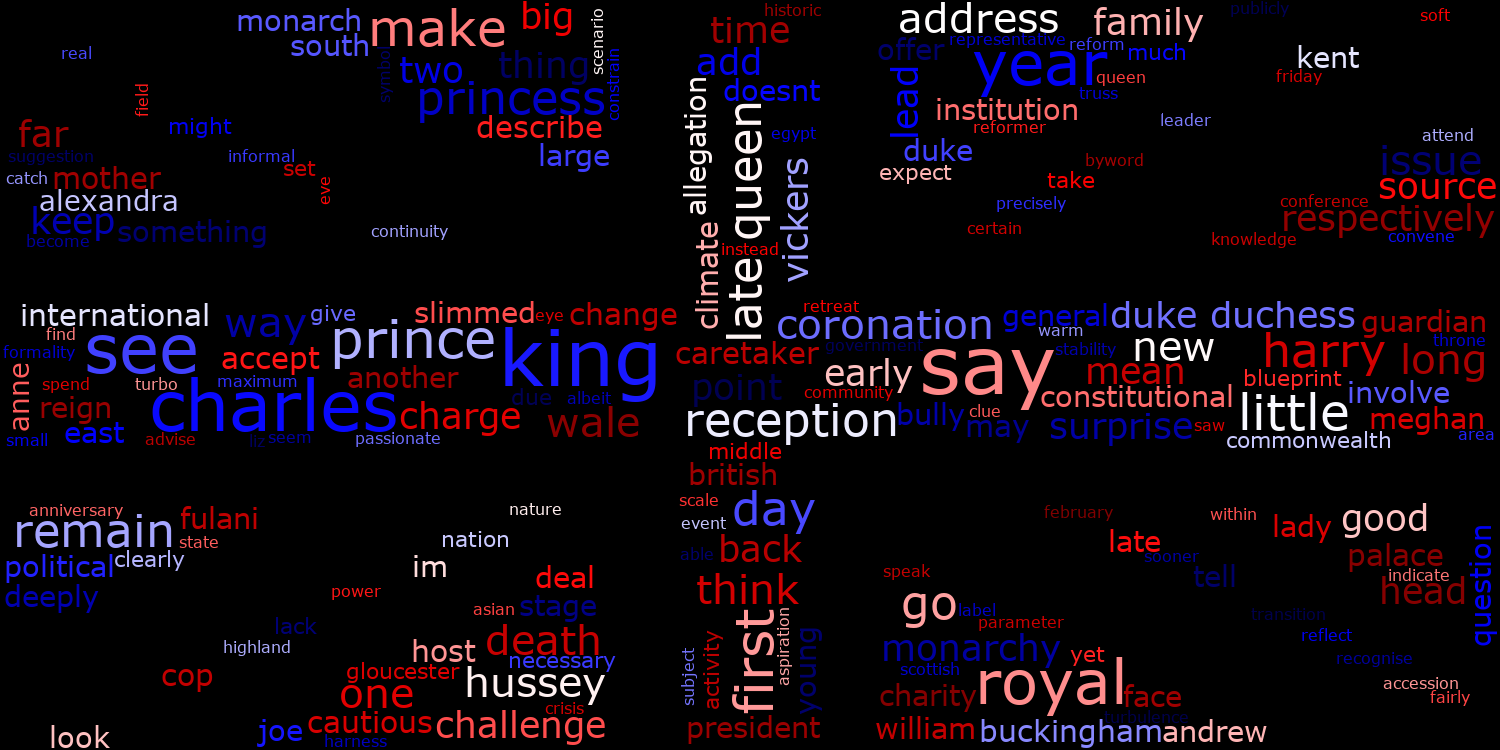 monarch
south
make
big
scenario
real
symbol
two
thing
constrain
princess
field
far
might
describe
suggestion
informal
large
catch
mother
set
eve
alexandra
keep
something
become
continuity
historic
time
add
doesnt
allegation
late queen
egypt
vickers
climate
instead
address
family
publicly
soft
offer
representative
reform
much
kent
year
queen
friday
lead
truss
institution
reformer
leader
attend
duke
issue
byword
expect
take
source
precisely
conference
respectively
certain
knowledge
convene
international
find
way
give
slimmed
eye
change
formality
see
accept
prince
king
anne
spend
turbo
maximum
another
reign
charles
due
albeit
charge
wale
small
east
advise
liz
seem
passionate
retreat
coronation
general
duke duchess
guardian
warm
throne
caretaker
government
stability
new
harry
long
point
early
say
mean
blueprint
community
constitutional
involve
reception
bully
clue
may
surprise
saw
little
meghan
commonwealth
area
anniversary
remain
fulani
state
nature
political
clearly
nation
im
deeply
deal
power
asian
stage
lack
highland
host
death
necessary
cop
gloucester
one
hussey
crisis
look
joe
cautious
challenge
harness
middle
british
scale
event
day
able
back
think
first
aspiration
subject
activity
young
president
february
within
lady
good
late
sooner
palace
question
speak
tell
indicate
head
go
label
parameter
transition
reflect
monarchy
yet
recognise
scottish
royal
accession
charity
face
fairly
turbulence
william
buckingham
andrew